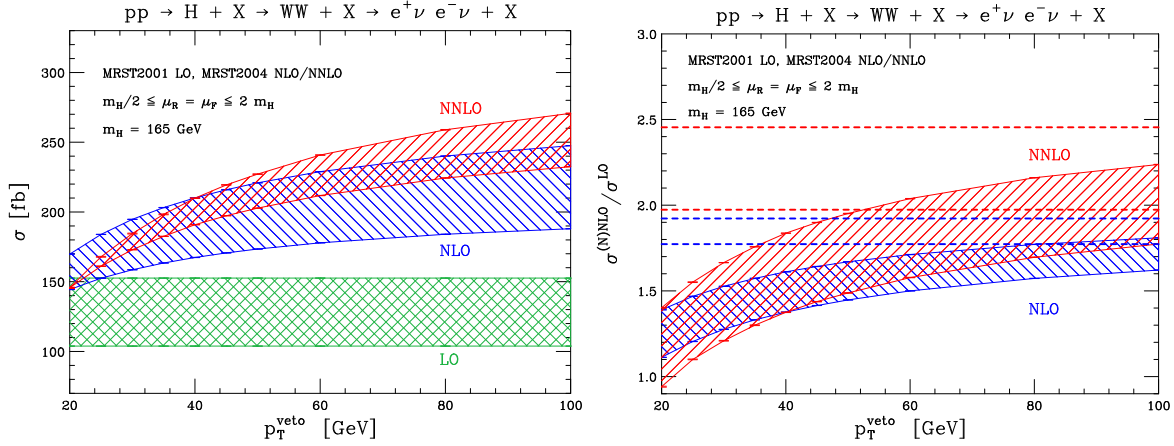 pp → H + X → WW + X → e⁺ν e⁻ν + X
MRST2001 LO, MRST2004 NLO/NNLO
m_H/2 ≦ μ_R = μ_F ≦ 2 m_H
m_H = 165 GeV
NNLO
NLO
LO
σ [fb]
300
250
200
150
100
20 40 60 80 100
p_T^veto [GeV]
pp → H + X → WW + X → e⁺ν e⁻ν + X
MRST2001 LO, MRST2004 NLO/NNLO
m_H/2 ≦ μ_R = μ_F ≦ 2 m_H
m_H = 165 GeV
NNLO
NLO
σ^(N)NLO/σ^LO
3.0
2.5
2.0
1.5
1.0
20 40 60 80 100
p_T^veto [GeV]